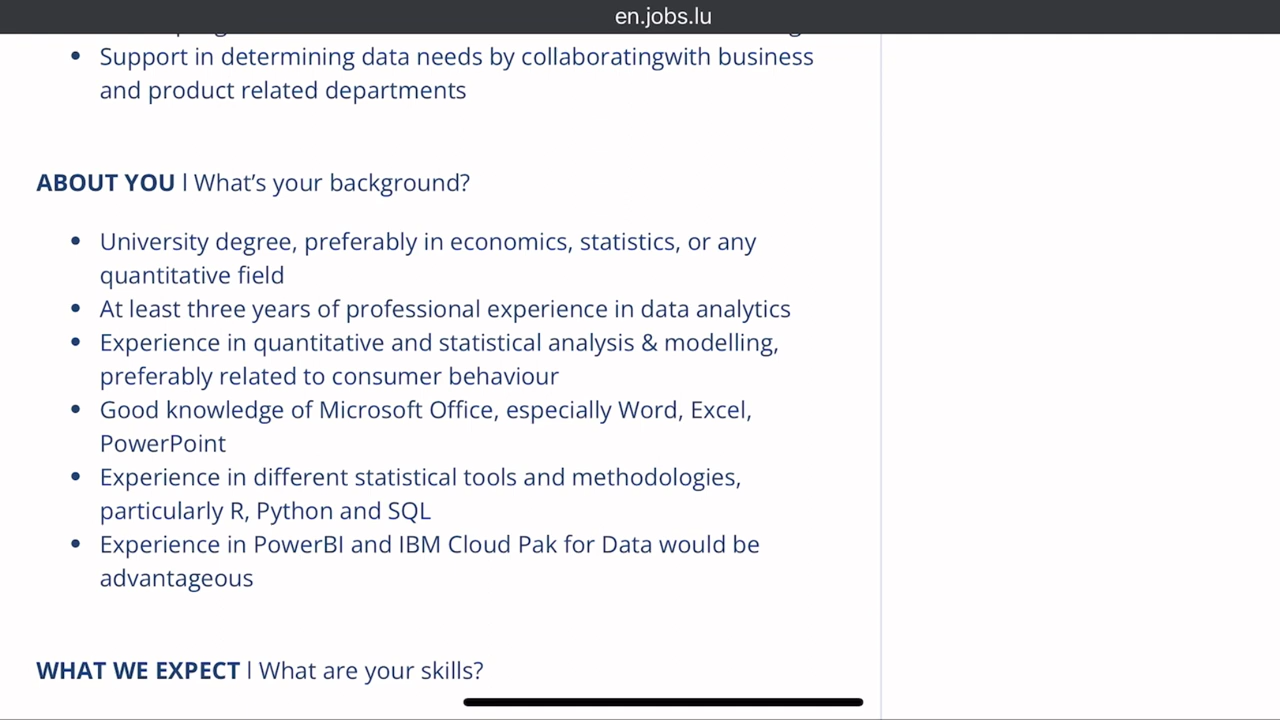 en.jobs.lu
• Support in determining data needs by collaboratingwith business
and product related departments
ABOUT YOU l What's your background?
• University degree, preferably in economics, statistics, or any
quantitative field
• At least three years of professional experience in data analytics
• Experience in quantitative and statistical analysis & modelling,
preferably related to consumer behaviour
• Good knowledge of Microsoft Office, especially Word, Excel,
PowerPoint
• Experience in different statistical tools and methodologies,
particularly R, Python and SQL
• Experience in PowerBI and IBM Cloud Pak for Data would be
advantageous
WHAT WE EXPECT l What are your skills?